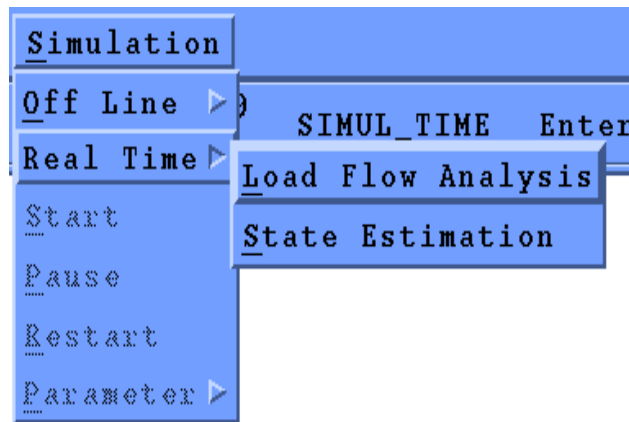 Simulation
Off Line
SIMUL_TIME Enter
Real Time
Load Flow Analysis
State Estimation
Start
Pause
Restart
Parameter